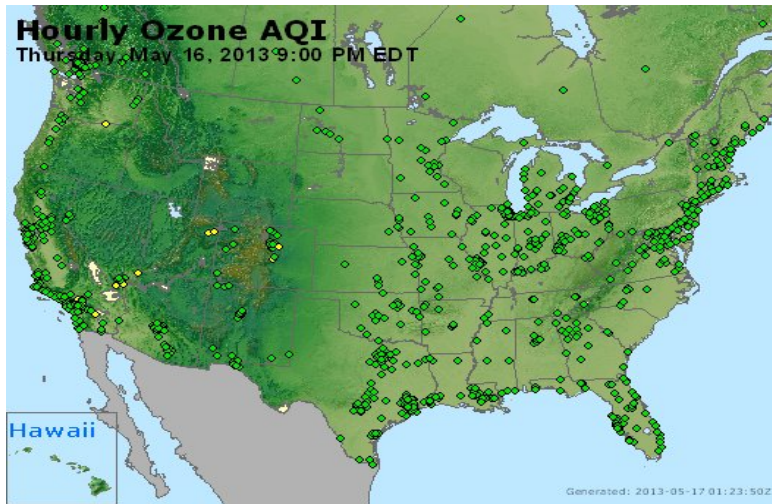 Hourly Ozone AQI
Thursday, May 16, 2013 9:00 PM EDT
Hawaii
Generated: 2013-05-17 01:23:50Z